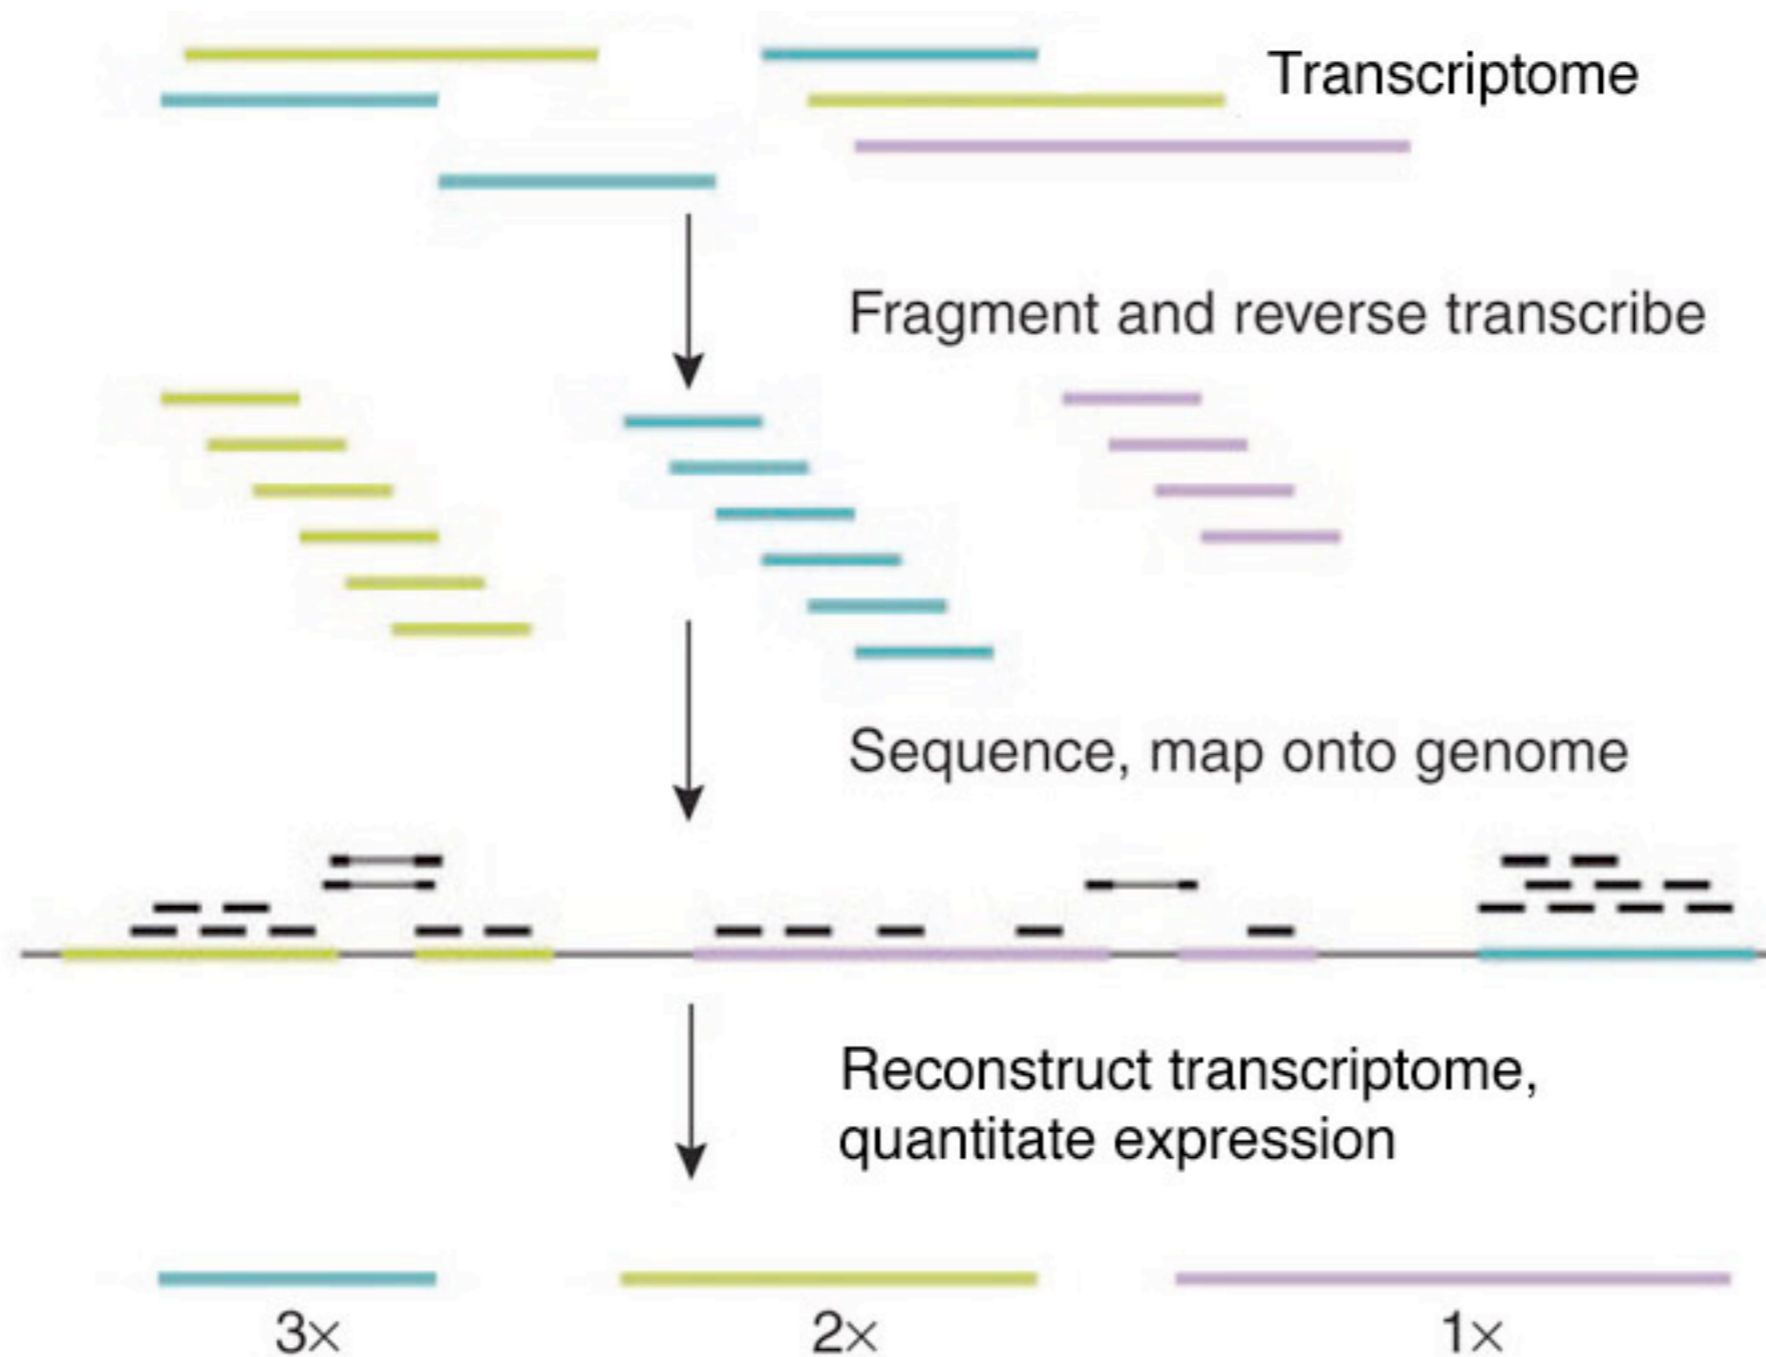 Transcriptome
Fragment and reverse transcribe
Sequence, map onto genome
Reconstruct transcriptome,
quantitate expression
3× 2× 1×